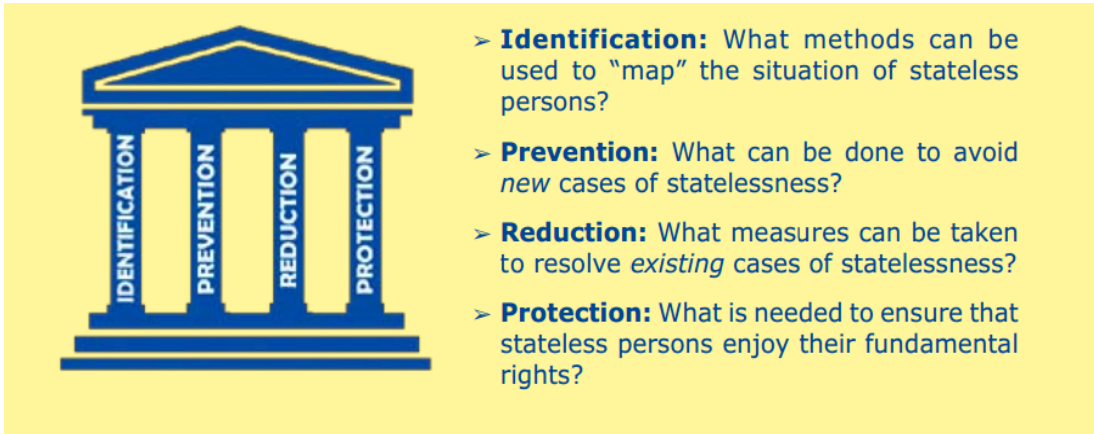 IDENTIFICATION
PREVENTION
REDUCTION
PROTECTION
➢ Identification: What methods can be
used to “map” the situation of stateless
persons?
➢ Prevention: What can be done to avoid
new cases of statelessness?
➢ Reduction: What measures can be taken
to resolve existing cases of statelessness?
➢ Protection: What is needed to ensure that
stateless persons enjoy their fundamental
rights?